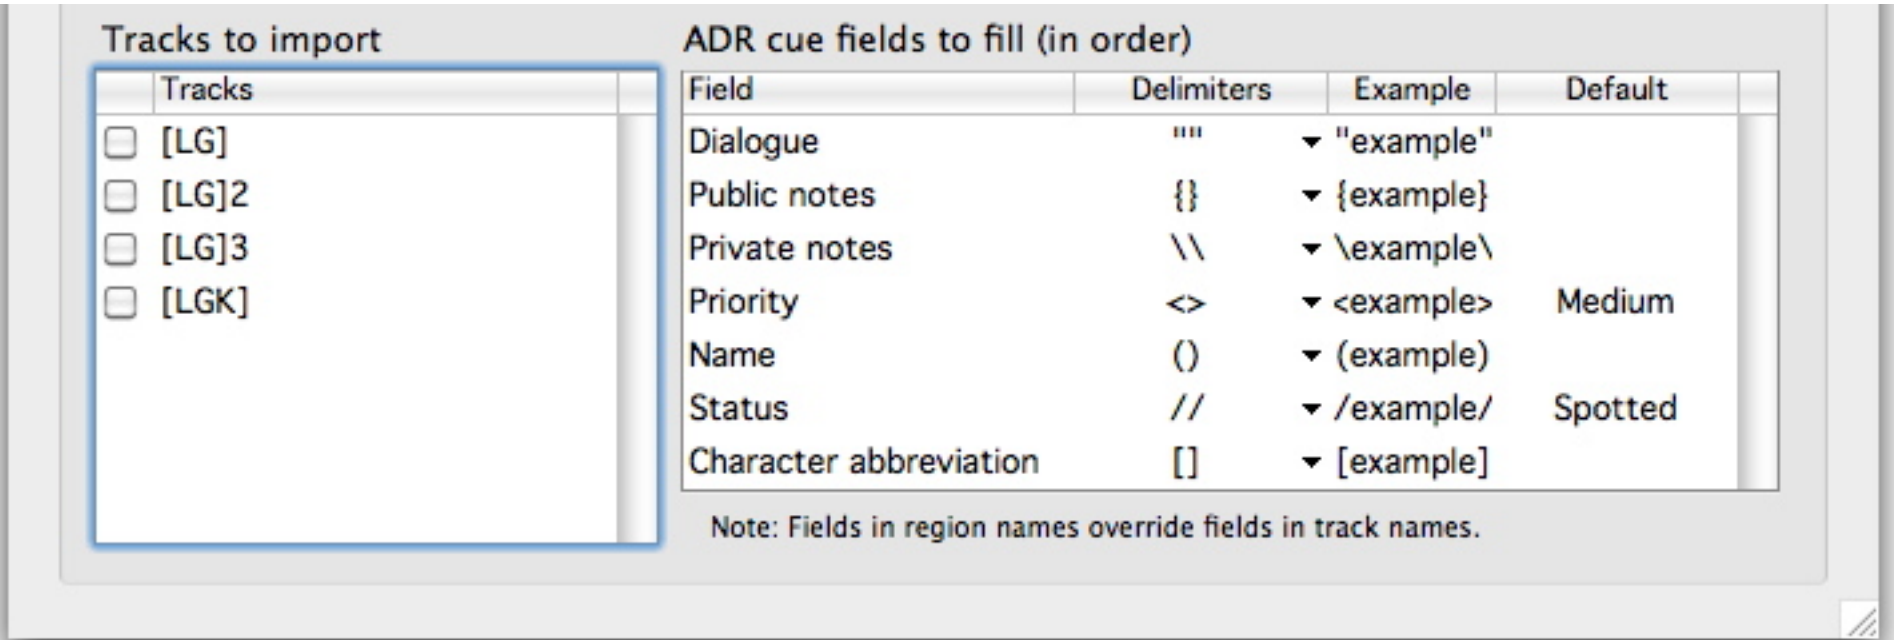 Tracks to import
Tracks
[LG]
[LG]2
[LG]3
[LGK]
ADR cue fields to fill (in order)
Field Delimiters Example Default
Dialogue "" "example"
Public notes {} {example}
Private notes \\ \example\
Priority <> <example> Medium
Name () (example)
Status // /example/ Spotted
Character abbreviation [] [example]
Note: Fields in region names override fields in track names.